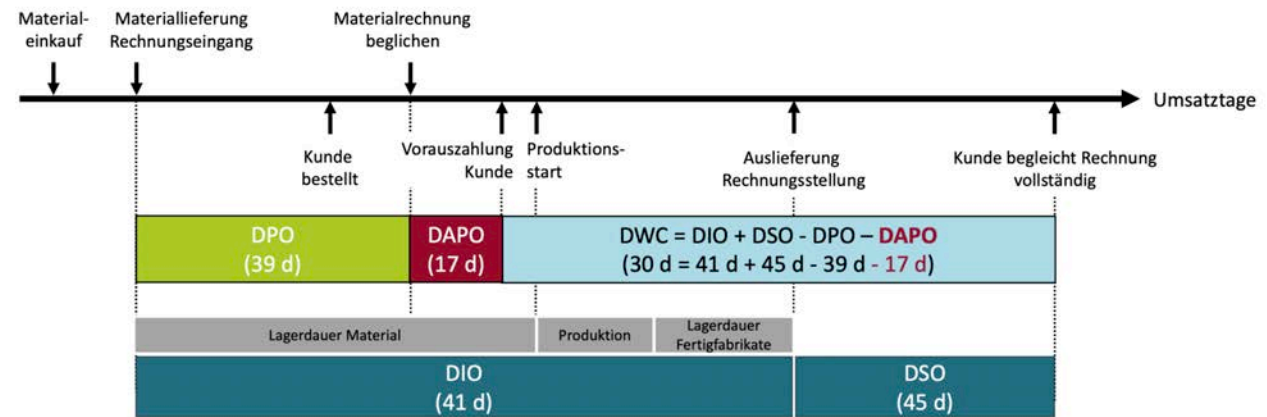 Material-
einkauf
Materiallieferung
Rechnungseingang
Materialrechnung
beglichen
Umsatztage
Kunde
bestellt
Vorauszahlung
Kunde
Produktions-
start
Auslieferung
Rechnungsstellung
Kunde begleicht Rechnung
vollständig
DPO
(39 d)
DAPO
(17 d)
DWC = DIO + DSO - DPO – DAPO
(30 d = 41 d + 45 d - 39 d - 17 d)
Lagerdauer Material
Produktion
Lagerdauer
Fertigfabrikate
DIO
(41 d)
DSO
(45 d)